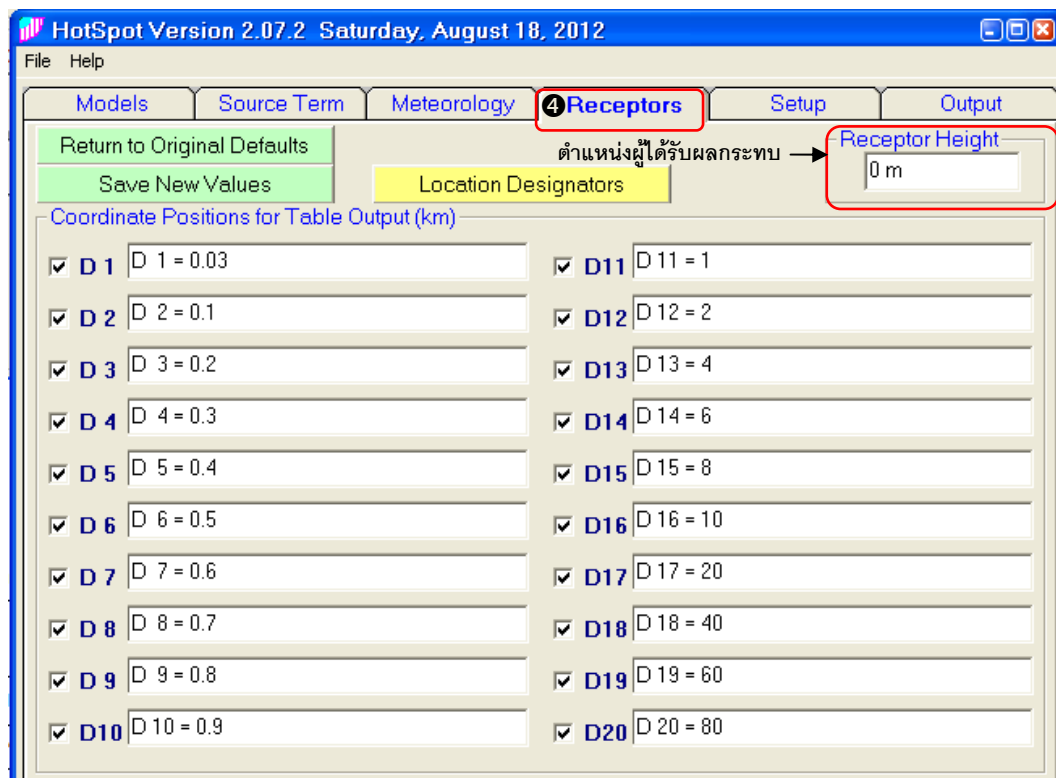 HotSpot Version 2.07.2 Saturday, August 18, 2012
File Help
Models Source Term Meteorology ❹Receptors Setup Output
Return to Original Defaults
Save New Values
Location Designators
ตำแหน่งผู้ได้รับผลกระทบ
Receptor Height
0 m
Coordinate Positions for Table Output (km)
D 1 D 1 = 0.03
D 2 D 2 = 0.1
D 3 D 3 = 0.2
D 4 D 4 = 0.3
D 5 D 5 = 0.4
D 6 D 6 = 0.5
D 7 D 7 = 0.6
D 8 D 8 = 0.7
D 9 D 9 = 0.8
D10 D 10 = 0.9
D11 D 11 = 1
D12 D 12 = 2
D13 D 13 = 4
D14 D 14 = 6
D15 D 15 = 8
D16 D 16 = 10
D17 D 17 = 20
D18 D 18 = 40
D19 D 19 = 60
D20 D 20 = 80